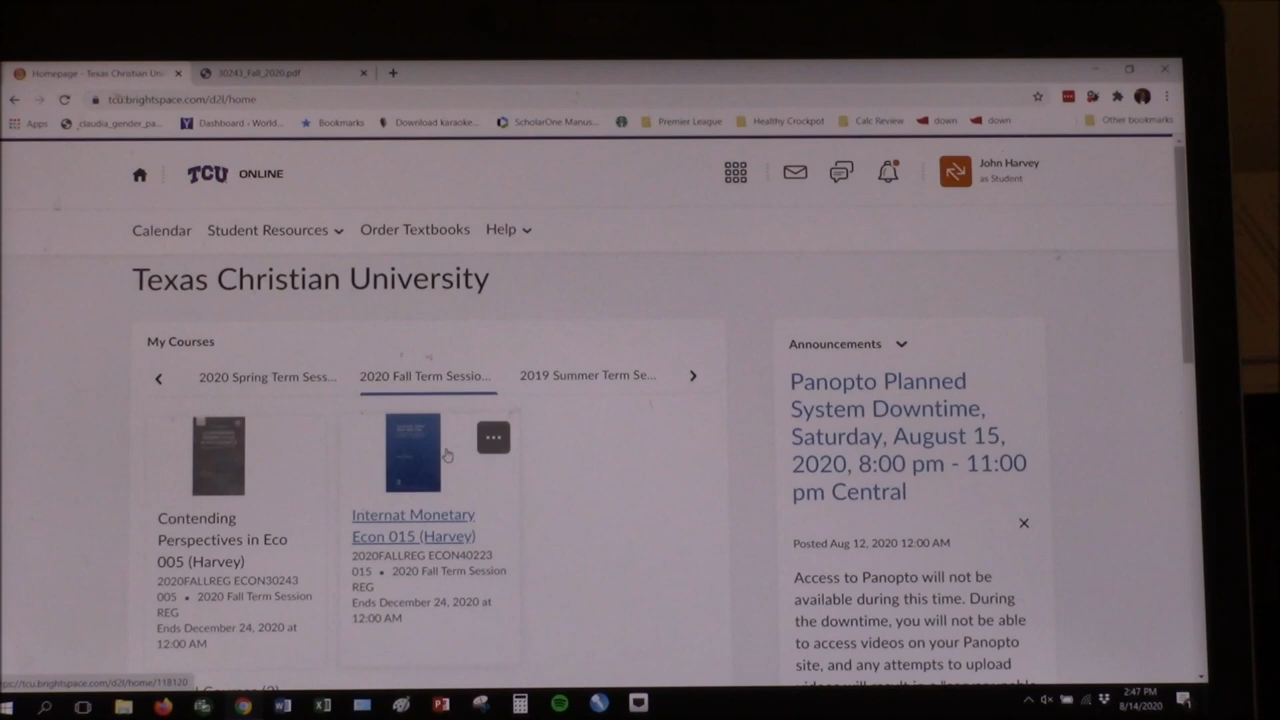 Homepage - Texas Christian Uni
30243_Fall_2020.pdf
tcu.brightspace.com/d2l/home
Apps
claudia_gender_pa...
Dashboard - World...
Bookmarks
Download karaoke...
ScholarOne Manus...
Premier League
Healthy Crockpot
Calc Review
down
down
Other bookmarks
TCU ONLINE
John Harvey
as Student
Calendar
Student Resources
Order Textbooks
Help
Texas Christian University
My Courses
2020 Spring Term Sess...
2020 Fall Term Sessio...
2019 Summer Term Se...
Contending
Perspectives in Eco
005 (Harvey)
2020FALLREG ECON30243
005 • 2020 Fall Term Session
REG
Ends December 24, 2020 at
12:00 AM
Internat Monetary
Econ 015 (Harvey)
2020FALLREG ECON40223
015 • 2020 Fall Term Session
REG
Ends December 24, 2020 at
12:00 AM
Announcements
Panopto Planned
System Downtime,
Saturday, August 15,
2020, 8:00 pm - 11:00
pm Central
Posted Aug 12, 2020 12:00 AM
Access to Panopto will not be
available during this time. During
the downtime, you will not be able
to access videos on your Panopto
site, and any attempts to upload
tcu.brightspace.com/d2l/home/118120
2:47 PM
8/14/2020